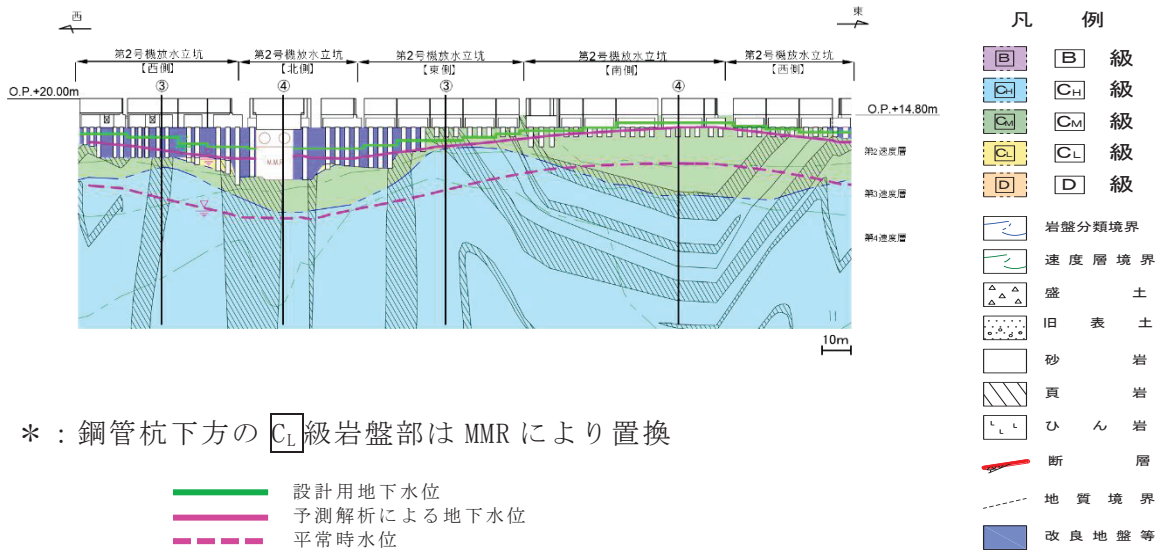 西
東
第2号機放水立坑
【西側】
第2号機放水立坑
【北側】
第2号機放水立坑
【東側】
第2号機放水立坑
【南側】
第2号機放水立坑
【西側】
③
④
③
④
O.P.+20.00m
O.P.+14.80m
M.M.R
第2速度層
第3速度層
第4速度層
10m
*：鋼管杭下方の CL 級岩盤部は MMR により置換
設計用地下水位
予測解析による地下水位
平常時水位
凡 例
B B 級
CH CH 級
CM CM 級
CL CL 級
D D 級
岩盤分類境界
速度層境界
盛土
旧表土
砂岩
頁岩
ひん岩
断層
地質境界
改良地盤等